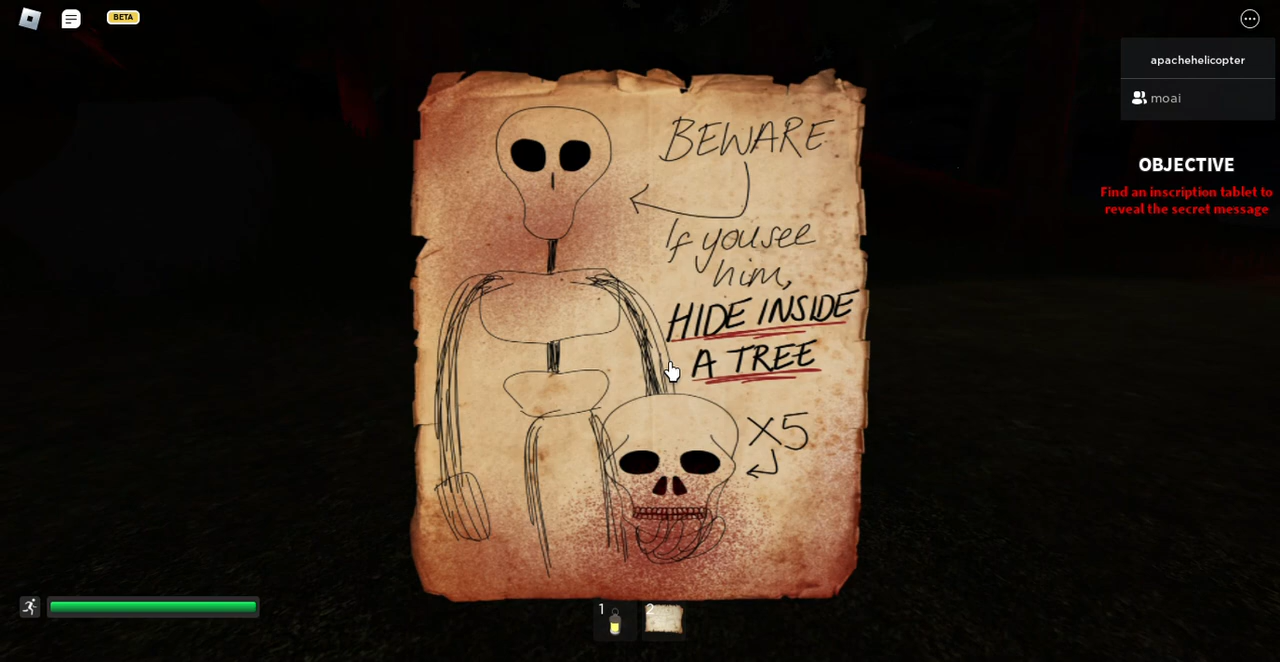 BETA
apachehelicopter
moai
OBJECTIVE
Find an inscription tablet to
reveal the secret message
BEWARE
If you see
him,
HIDE INSIDE
A TREE
X5
1
2